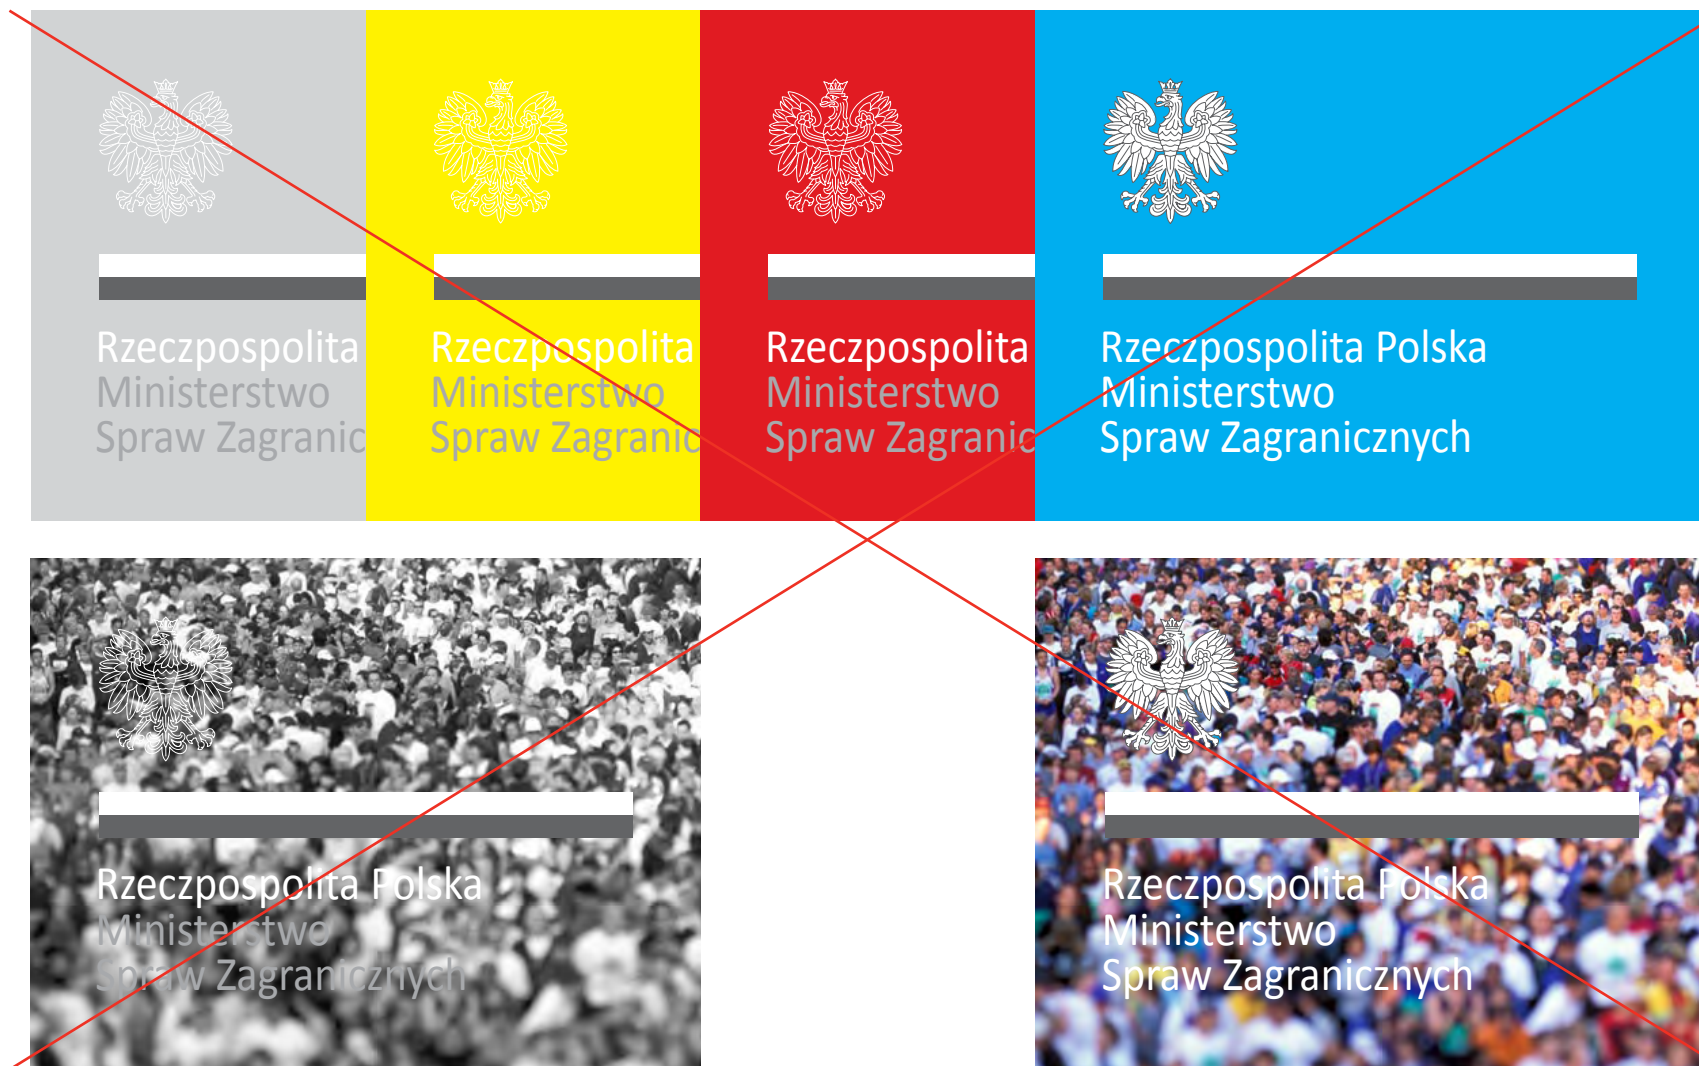 Rzeczpospolita
Ministerstwo
Spraw Zagranic
Rzeczpospolita
Ministerstwo
Spraw Zagranic
Rzeczpospolita
Ministerstwo
Spraw Zagranic
Rzeczpospolita Polska
Ministerstwo
Spraw Zagranicznych
Rzeczpospolita Polska
Ministerstwo
Spraw Zagranicznych
Rzeczpospolita Polska
Ministerstwo
Spraw Zagranicznych